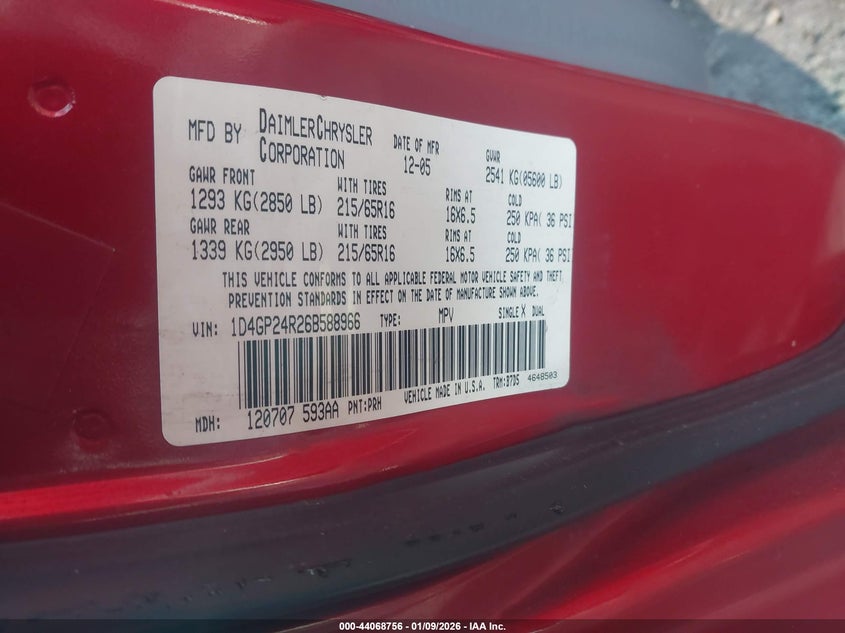 MFD BY DAIMLERCHRYSLER CORPORATION DATE OF MFR 12-05 GVWR 2541 KG(05600 LB)
GAWR FRONT WITH TIRES RIMS AT COLD
1293 KG(2850 LB) 215/65R16 16X6.5 250 KPA( 36 PSI
GAWR REAR WITH TIRES RIMS AT COLD
1339 KG(2950 LB) 215/65R16 16X6.5 250 KPA( 36 PSI
THIS VEHICLE CONFORMS TO ALL APPLICABLE FEDERAL MOTOR VEHICLE SAFETY AND THEFT
PREVENTION STANDARDS IN EFFECT ON THE DATE OF MANUFACTURE SHOWN ABOVE.
VIN: 1D4GP24R26B588966 TYPE: MPV SINGLE X DUAL
MDH: 120707 593AA PNT:PRH VEHICLE MADE IN U.S.A. TRM:B7D5 4648503
000-44068756 - 01/09/2026 - IAA Inc.